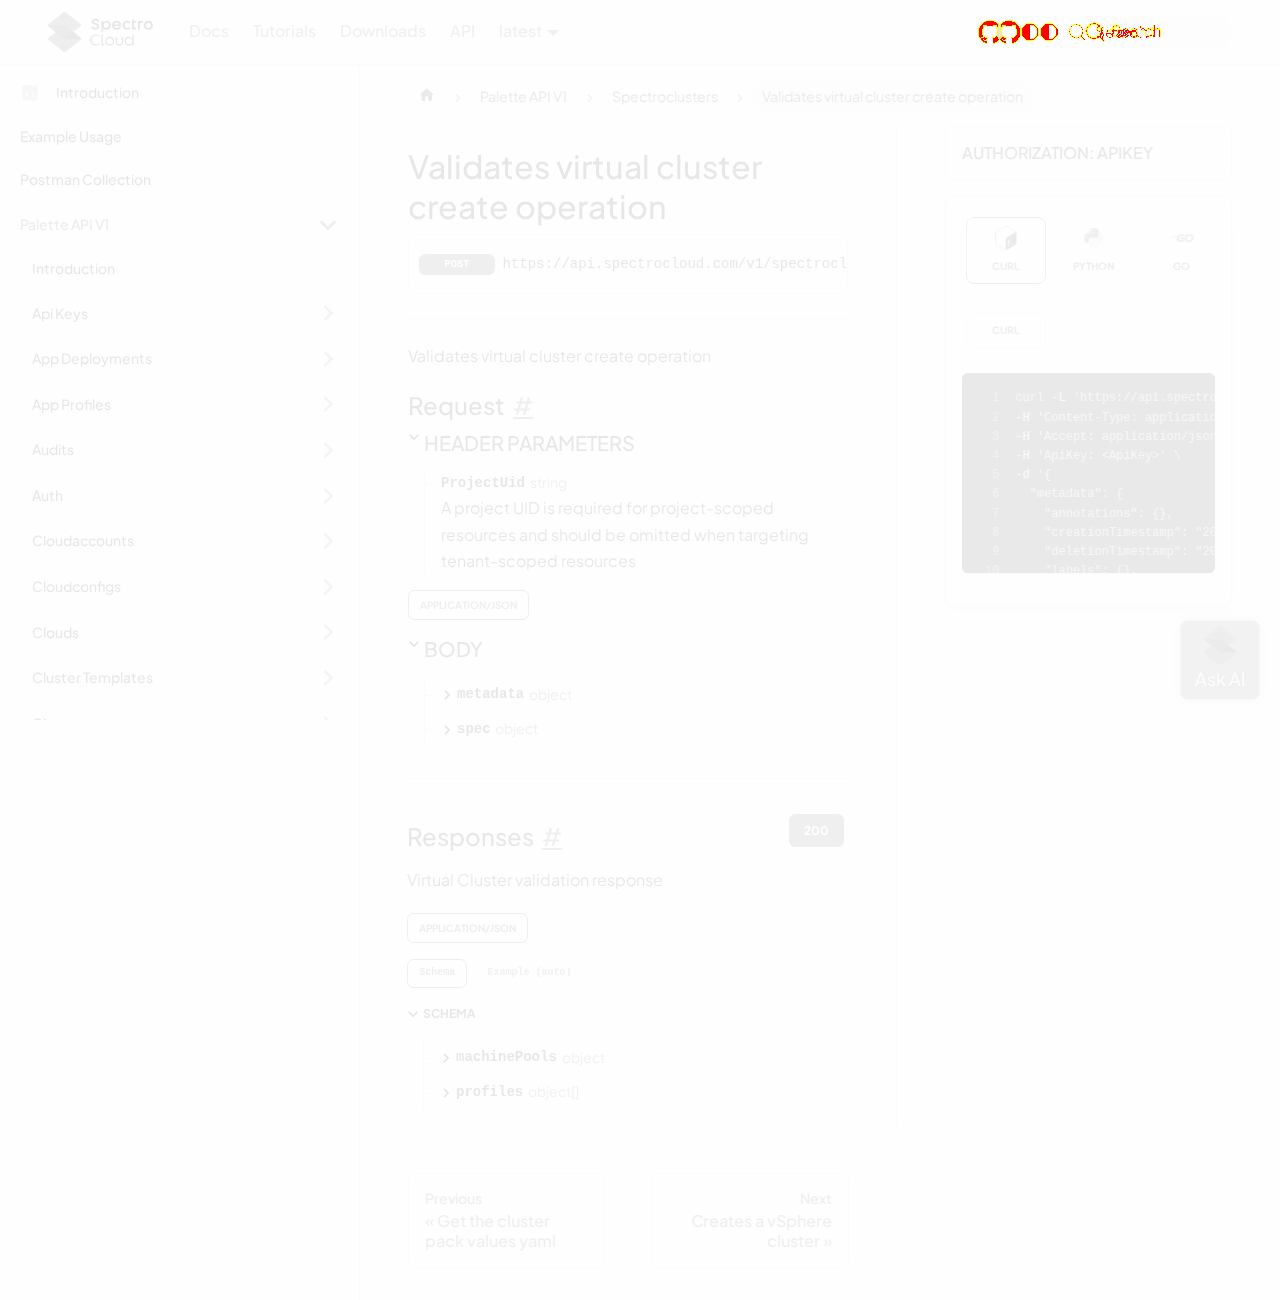 Spectro Cloud
Docs Tutorials Downloads API latest
Introduction
Example Usage
Postman Collection
Palette API V1
Introduction
Api Keys
App Deployments
App Profiles
Audits
Auth
Cloudaccounts
Cloudconfigs
Clouds
Cluster Templates
Palette API V1 Spectroclusters Validates virtual cluster create operation
Validates virtual cluster
create operation
POST https://api.spectrocloud.com/v1/spectrocl
Validates virtual cluster create operation
Request #
HEADER PARAMETERS
ProjectUid string
A project UID is required for project-scoped
resources and should be omitted when targeting
tenant-scoped resources
APPLICATION/JSON
BODY
metadata object
spec object
Responses #
200
Virtual Cluster validation response
APPLICATION/JSON
Schema Example (auto)
SCHEMA
machinePools object
profiles object[]
Previous
« Get the cluster
pack values yaml
Next
Creates a vSphere
cluster »
AUTHORIZATION: APIKEY
CURL PYTHON GO
CURL
1 curl -L 'https://api.spectro
2 -H 'Content-Type: applicatio
3 -H 'Accept: application/json
4 -H 'ApiKey: <ApiKey>' \
5 -d '{
6 "metadata": {
7 "annotations": {},
8 "creationTimestamp": "20
9 "deletionTimestamp": "20
10 "labels": {},
Ask AI